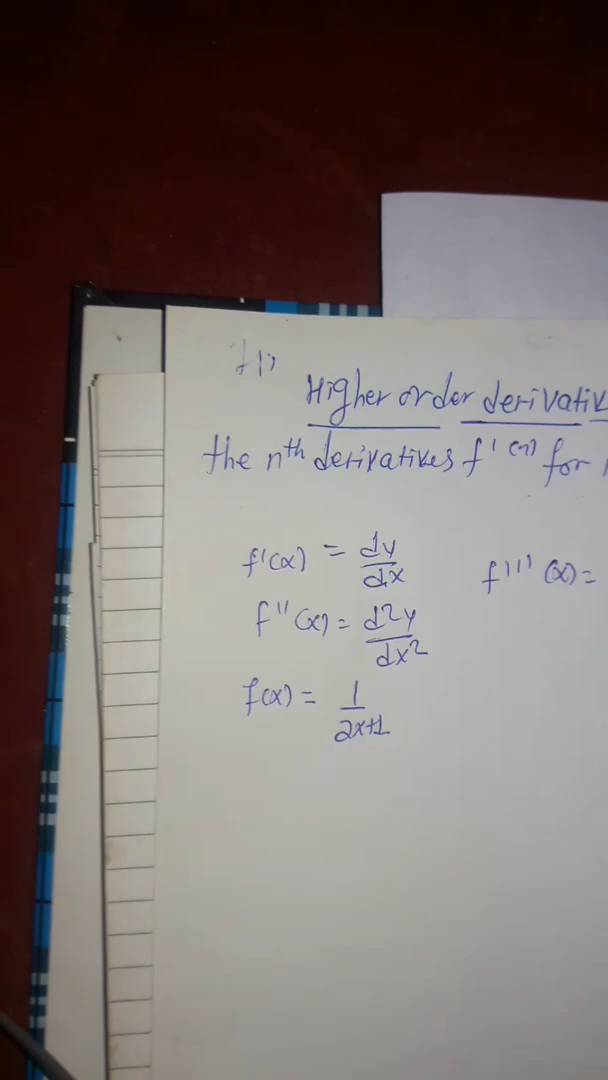 Higher order derivativ
the nth derivatives f'(n) for
f'(x) = dy/dx f'''(x) =
f''(x) = d2y/dx2
f(x) = 1/2x+1